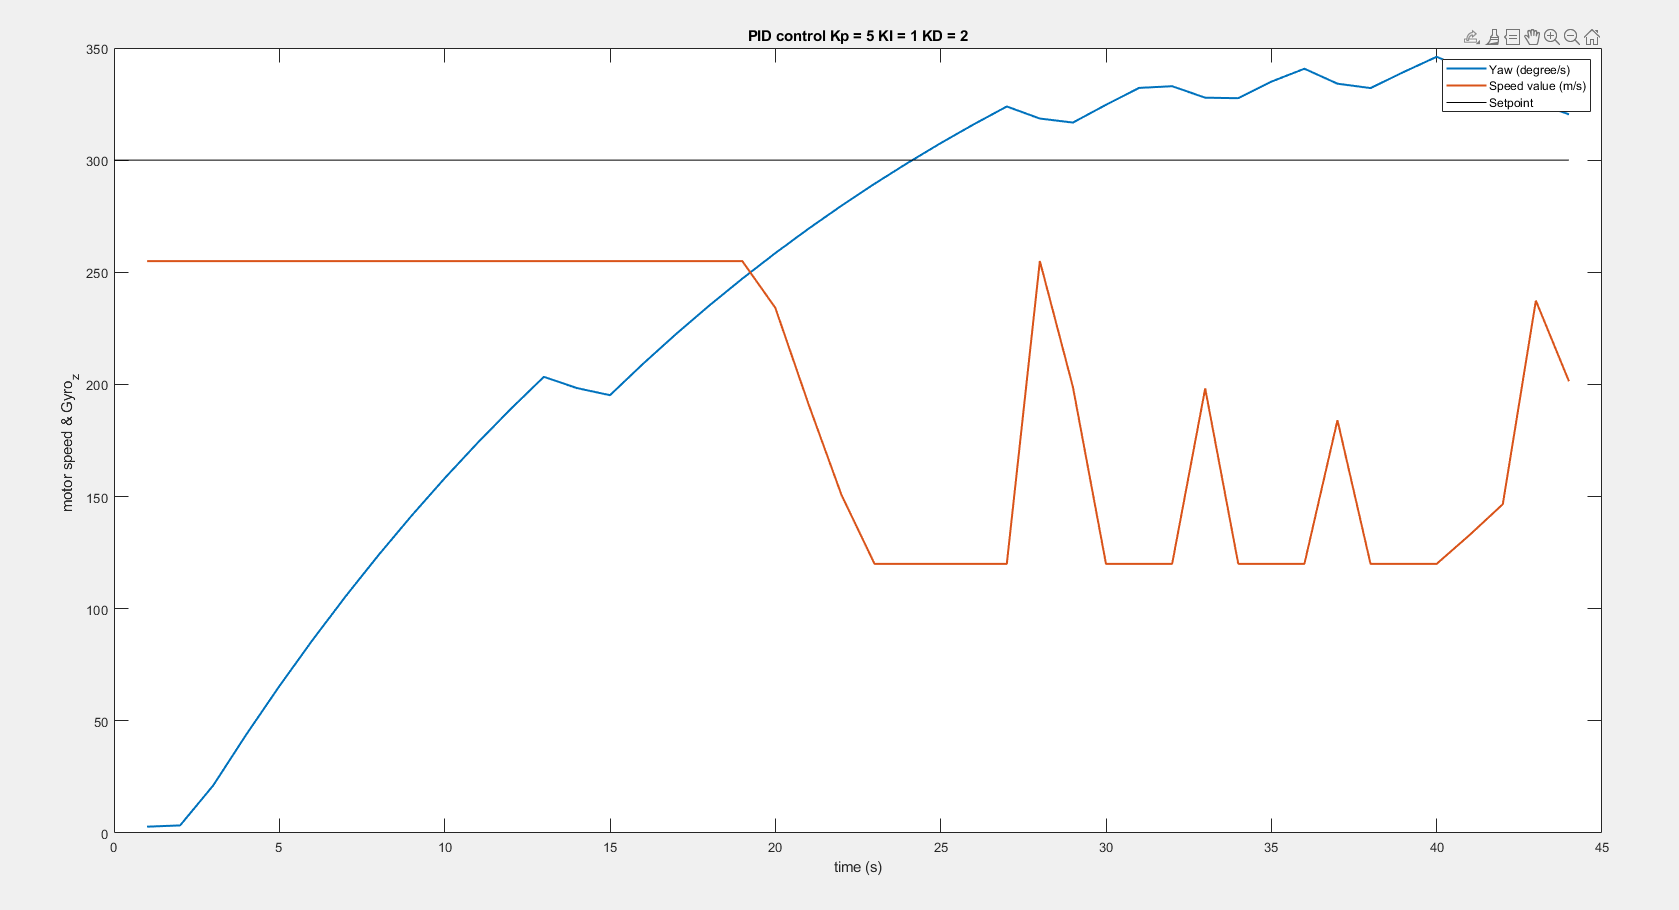 PID control Kp = 5 KI = 1 KD = 2
350
300
250
200
150
100
50
0
motor speed & Gyro_z
Yaw (degree/s)
Speed value (m/s)
Setpoint
0 5 10 15 20 25 30 35 40 45
time (s)